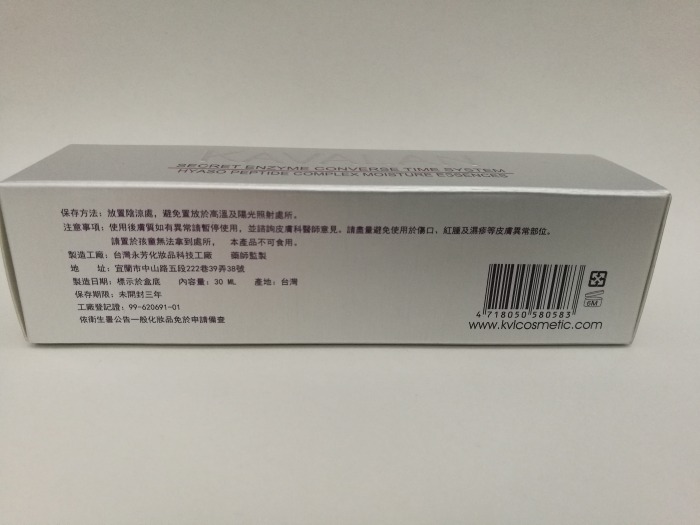 SECRET ENZYME CONVERSE TIME SYSTEM
HYASO PEPTIDE COMPLEX MOISTURE ESSENCES
保存方法：放置陰涼處，避免置放於高溫及陽光照射處所。
注意事項：使用後膚質如有異常請暫停使用，並諮詢皮膚科醫師意見。請盡量避免使用於傷口、紅腫及濕疹等皮膚異常部位。
請置於孩童無法拿到處所， 本產品不可食用。
製造工廠：台灣永芳化妝品科技工廠 藥師監製
地 址：宜蘭市中山路五段222巷39弄38號
製造日期：標示於盒底 內容量：30 ML 產地：台灣
保存期限：未開封三年
工廠登記證：99-620691-01
依衛生署公告一般化妝品免於申請備查
6M
4 718050 580583
www.kvlcosmetic.com